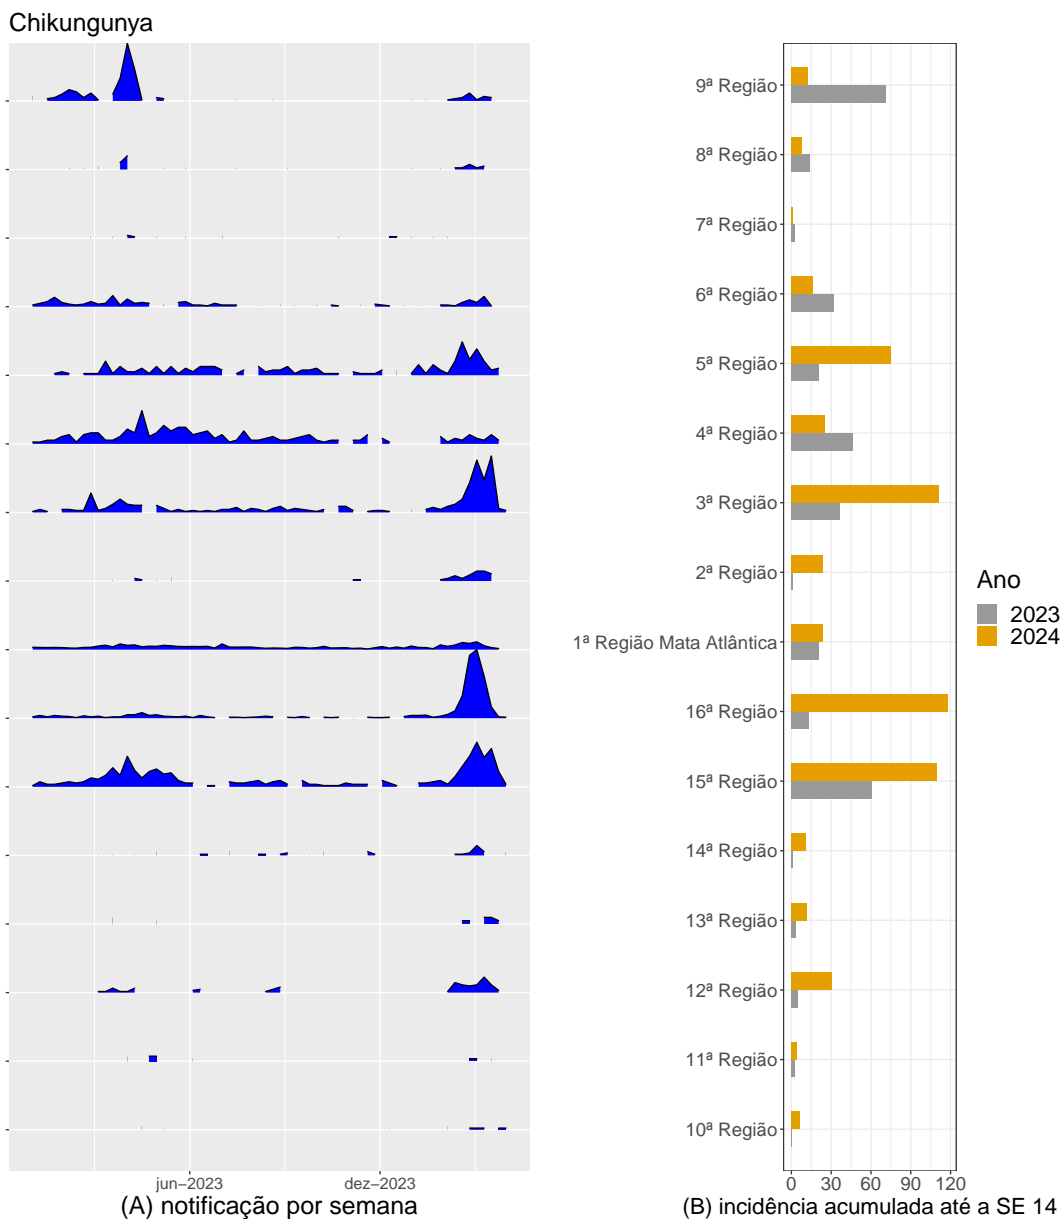 Chikungunya
9ª Região
8ª Região
7ª Região
6ª Região
5ª Região
4ª Região
3ª Região
2ª Região
1ª Região Mata Atlântica
16ª Região
15ª Região
14ª Região
13ª Região
12ª Região
11ª Região
10ª Região
Ano
2023
2024
jun−2023 dez−2023
0 30 60 90 120
(A) notificação por semana
(B) incidência acumulada até a SE 14